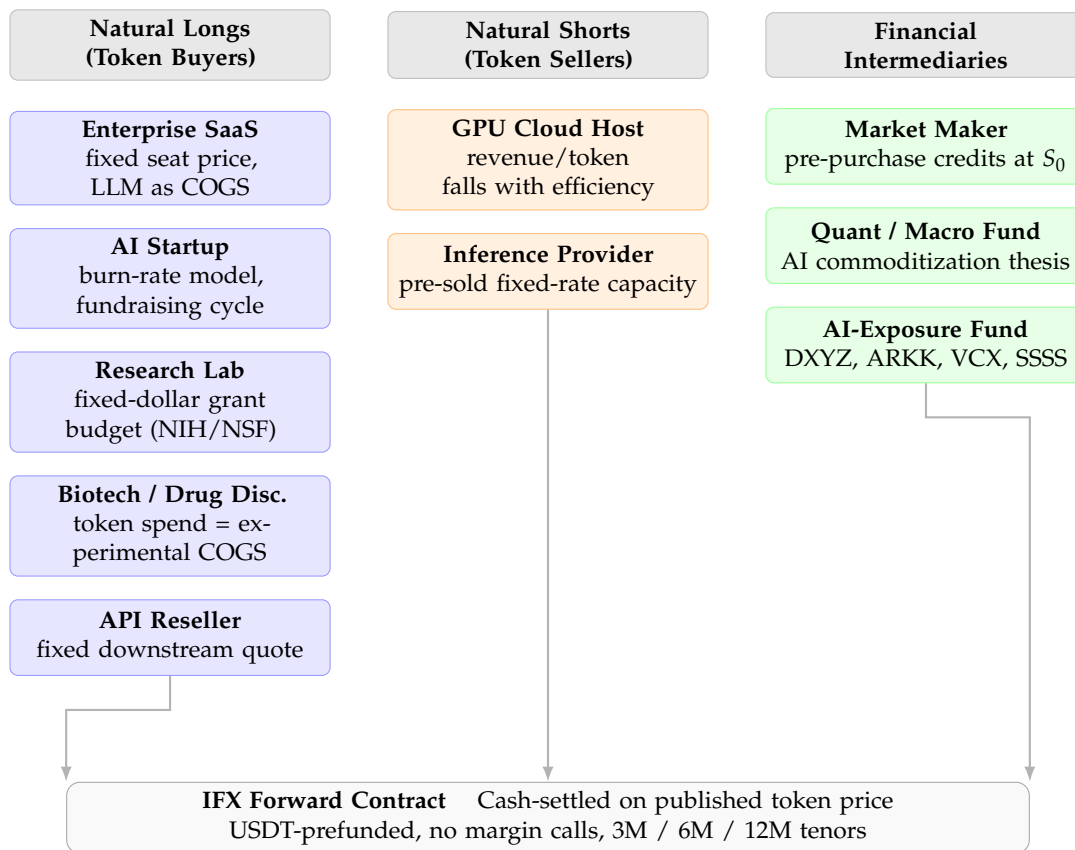 Natural Longs
(Token Buyers)
Enterprise SaaS
fixed seat price,
LLM as COGS
AI Startup
burn-rate model,
fundraising cycle
Research Lab
fixed-dollar grant
budget (NIH/NSF)
Biotech / Drug Disc.
token spend = ex-
perimental COGS
API Reseller
fixed downstream quote
Natural Shorts
(Token Sellers)
GPU Cloud Host
revenue/token
falls with efficiency
Inference Provider
pre-sold fixed-rate capacity
Financial
Intermediaries
Market Maker
pre-purchase credits at S₀
Quant / Macro Fund
AI commoditization thesis
AI-Exposure Fund
DXYZ, ARKK, VCX, SSSS
IFX Forward Contract Cash-settled on published token price
USDT-prefunded, no margin calls, 3M / 6M / 12M tenors